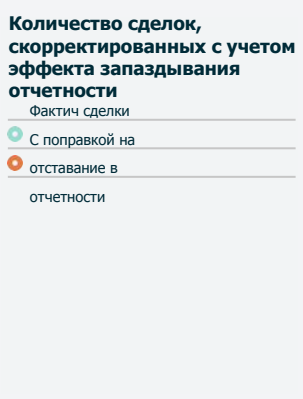 Количество сделок,
скорректированных с учетом
эффекта запаздывания
отчетности
Фактич сделки
С поправкой на
отставание в
отчетности